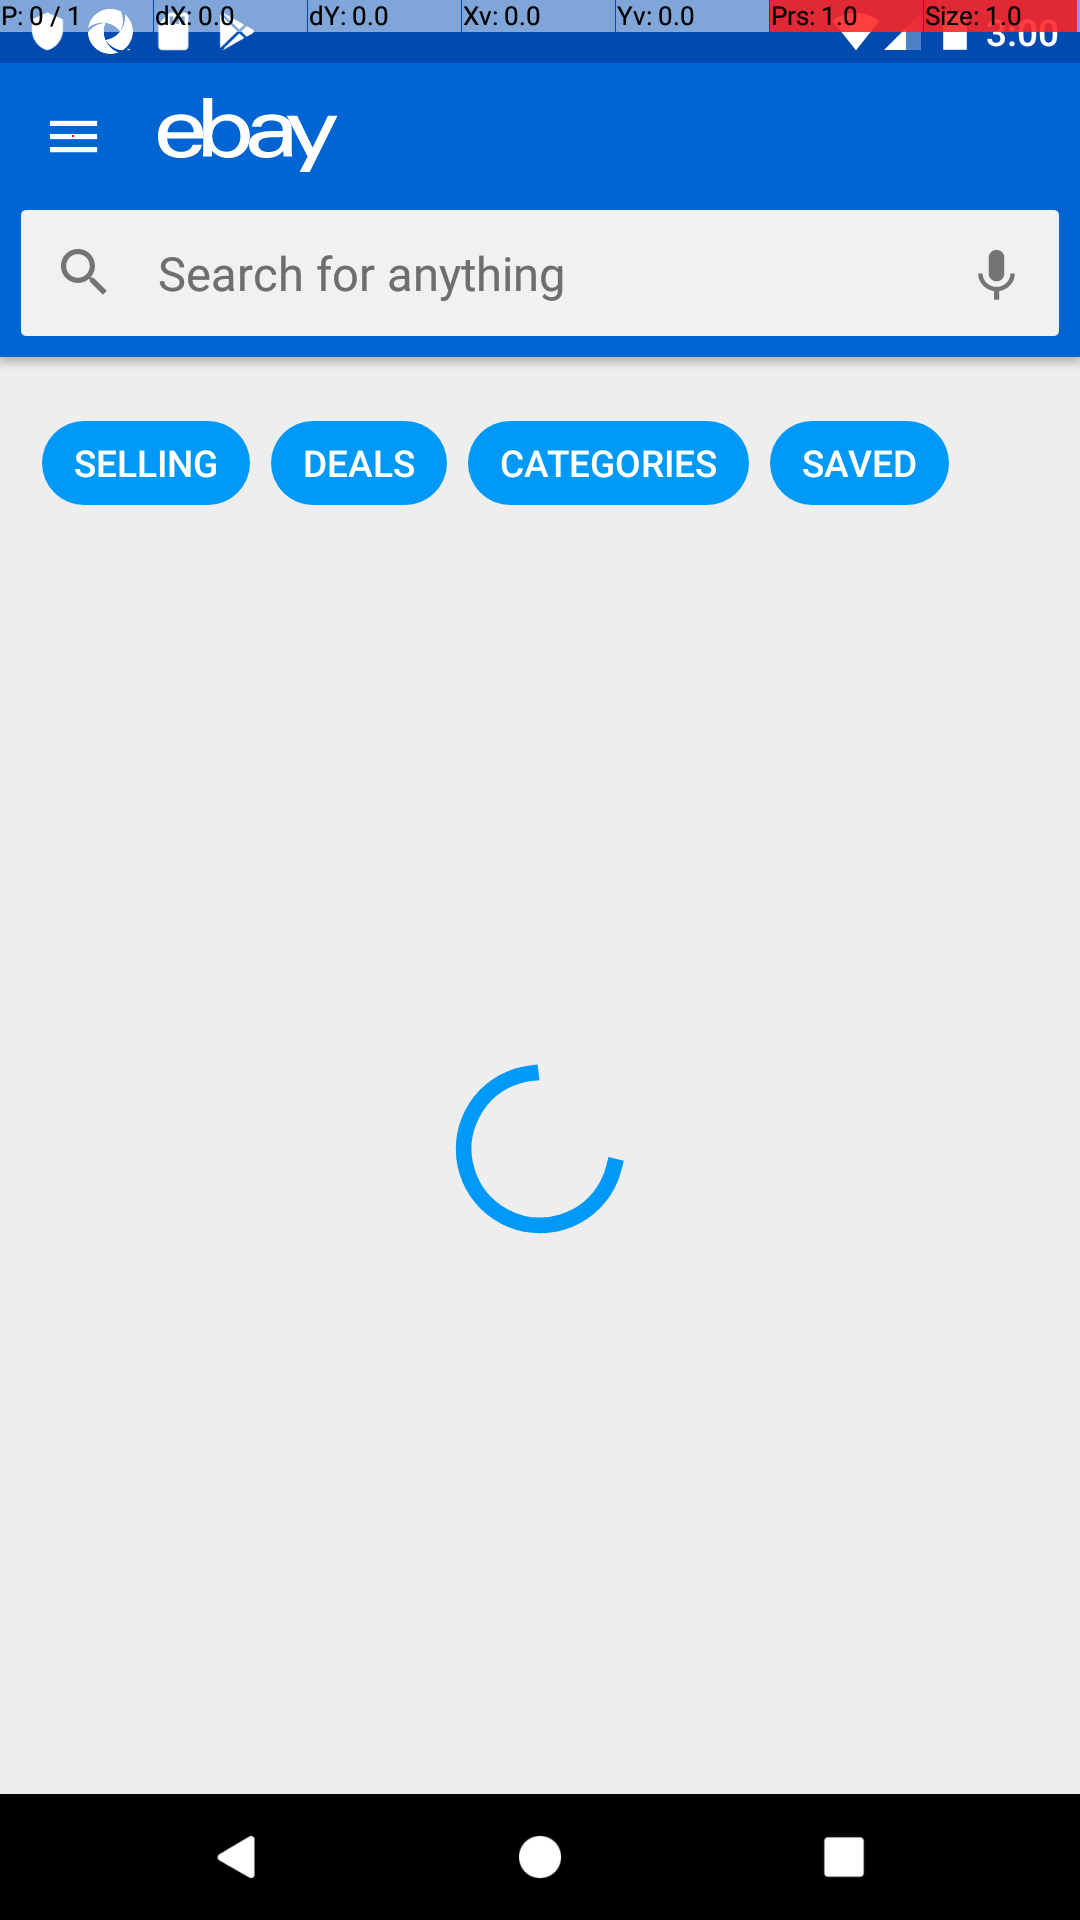 P: 0 / 1 dX: 0.0 dY: 0.0 Xv: 0.0 Yv: 0.0 Prs: 1.0 Size: 1.0
3:00
ebay
Search for anything
SELLING DEALS CATEGORIES SAVED